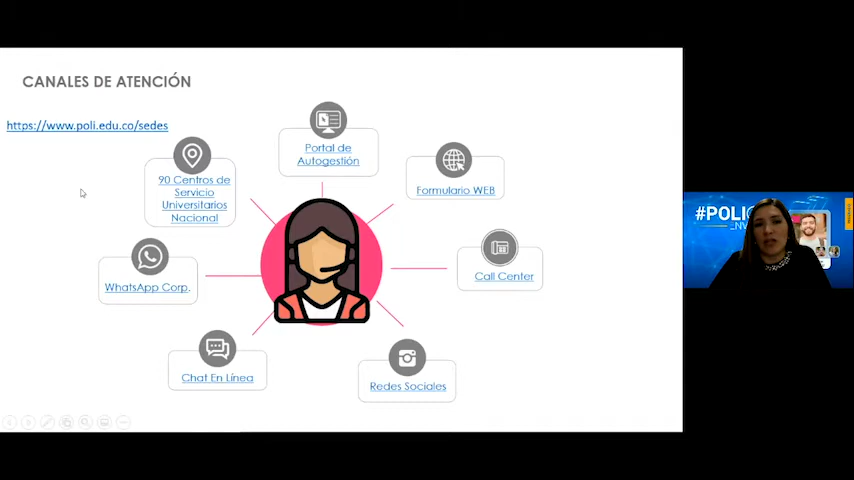 CANALES DE ATENCIÓN
https://www.poli.edu.co/sedes
Portal de
Autogestión
90 Centros de
Servicio
Universitarios
Nacional
Formulario WEB
WhatsApp Corp.
Call Center
Chat En Línea
Redes Sociales
#POLI